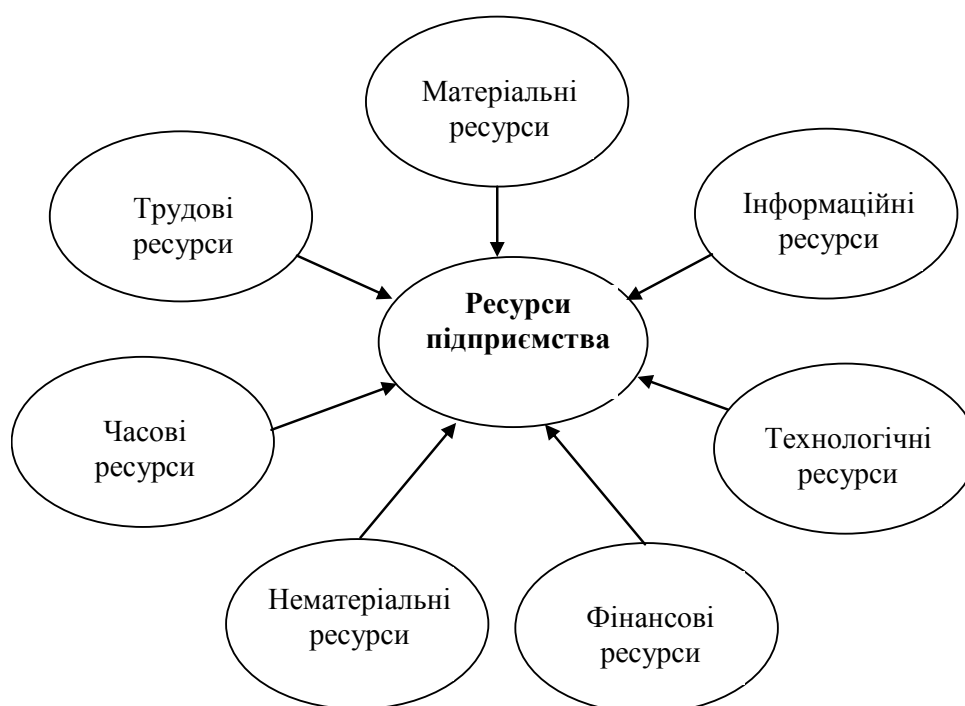 Матеріальні
ресурси
Трудові
ресурси
Інформаційні
ресурси
Ресурси
підприємства
Часові
ресурси
Технологічні
ресурси
Нематеріальні
ресурси
Фінансові
ресурси